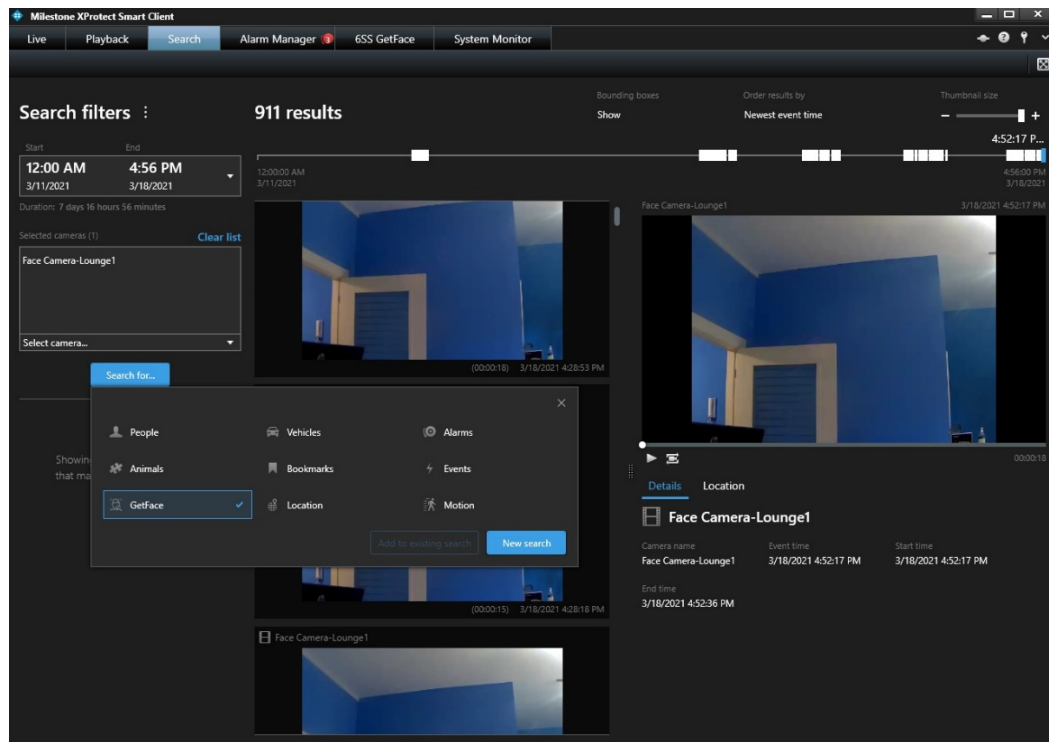 Milestone XProtect Smart Client
Live Playback Search Alarm Manager 3 6SS GetFace System Monitor
Search filters
911 results
Bounding boxes
Show
Order results by
Newest event time
Thumbnail size
4:52:17 P...
Start End
12:00 AM 4:56 PM
3/11/2021 3/18/2021
12:00:00 AM
3/11/2021
4:56:00 PM
3/18/2021
Duration: 7 days 16 hours 56 minutes
Selected cameras (1) Clear list
Face Camera-Lounge1
Select camera...
Search for...
Showin
that ma
People Vehicles Alarms
Animals Bookmarks Events
GetFace Location Motion
Add to existing search New search
(00:00:18) 3/18/2021 4:28:53 PM
(00:00:15) 3/18/2021 4:28:18 PM
Face Camera-Lounge1
Face Camera-Lounge1 3/18/2021 4:52:17 PM
00:00:18
Details Location
Face Camera-Lounge1
Camera name Event time Start time
Face Camera-Lounge1 3/18/2021 4:52:17 PM 3/18/2021 4:52:17 PM
End time
3/18/2021 4:52:36 PM